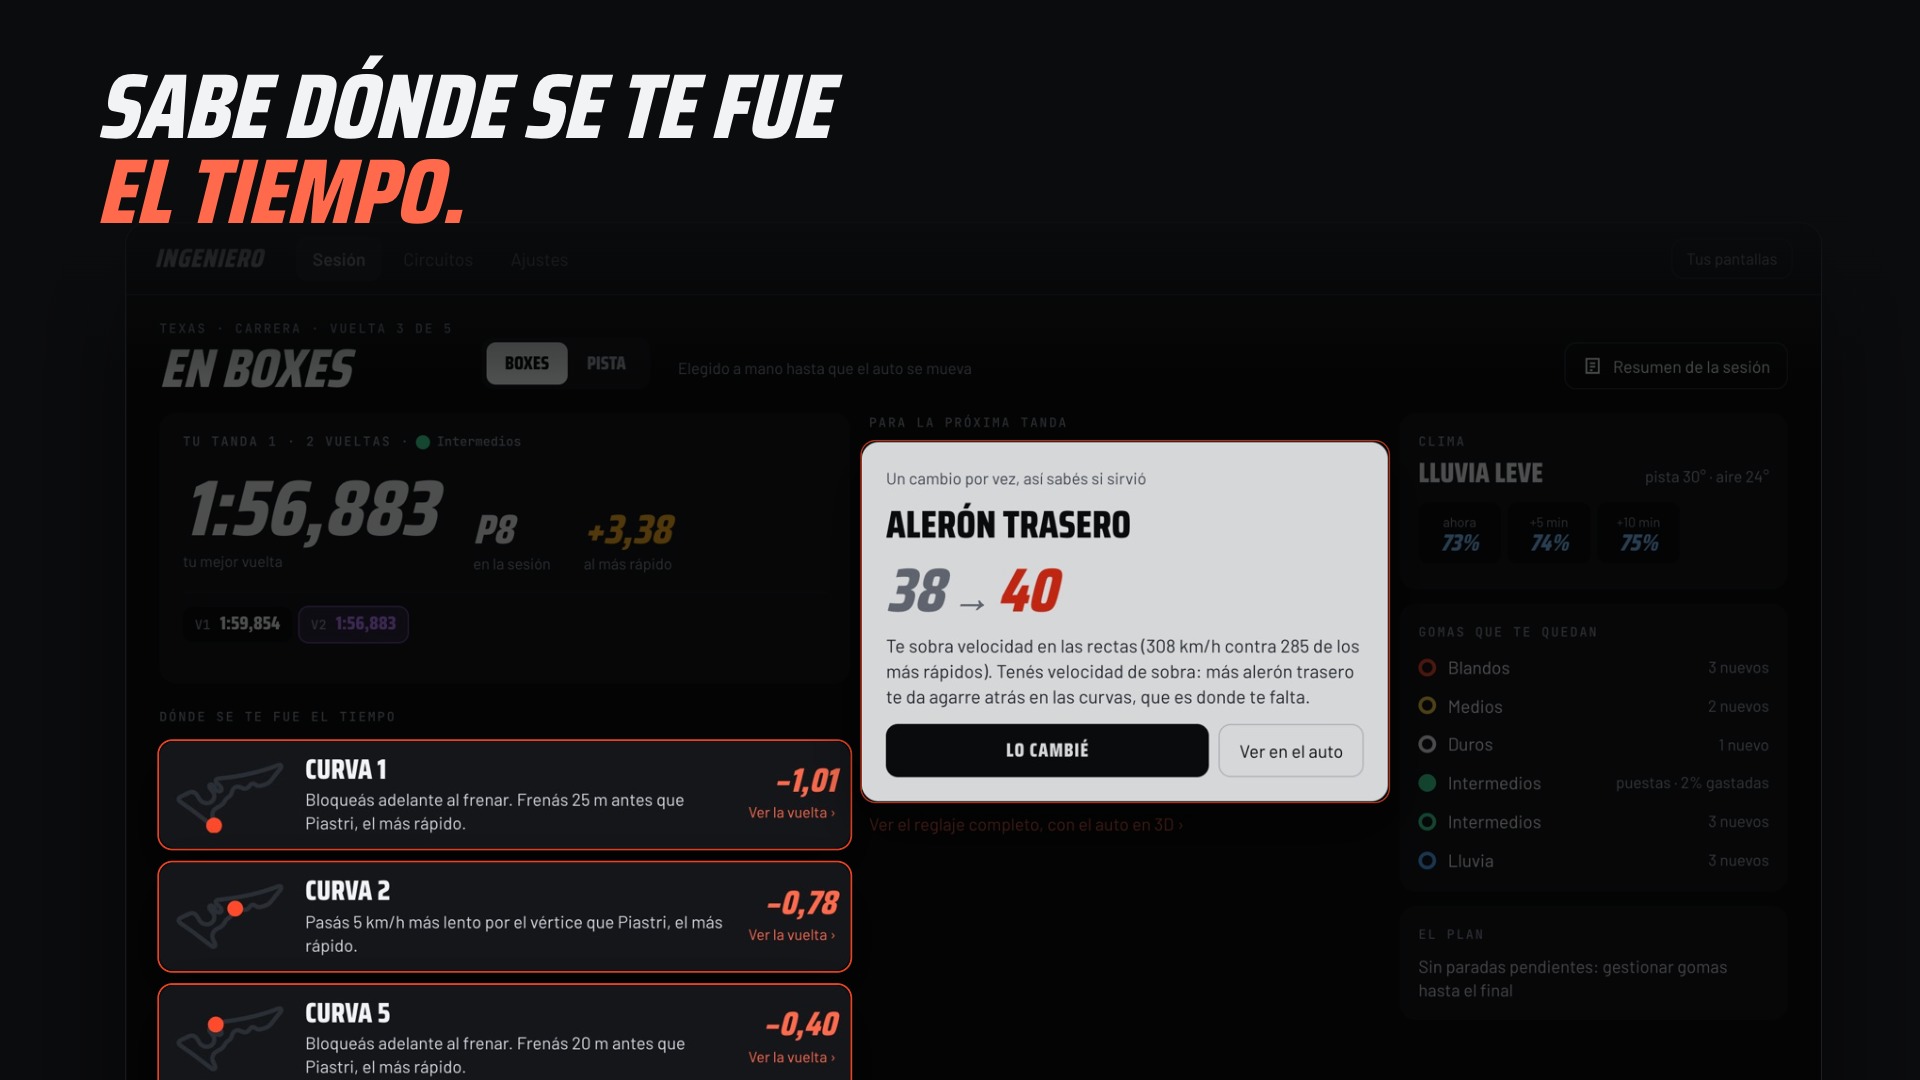 SABE DÓNDE SE TE FUE
EL TIEMPO.
INGENIERO
Sesión
Circuitos
Ajustes
Tus pantallas
TEXAS · CARRERA · VUELTA 3 DE 5
EN BOXES
BOXES
PISTA
Elegido a mano hasta que el auto se mueva
Resumen de la sesión
TU TANDA 1 · 2 VUELTAS · Intermedios
1:56,883
tu mejor vuelta
P8
en la sesión
+3,38
al más rápido
V1 1:59,854
V2 1:56,883
DÓNDE SE TE FUE EL TIEMPO
CURVA 1
Bloqueás adelante al frenar. Frenás 25 m antes que
Piastri, el más rápido.
−1,01
Ver la vuelta ›
CURVA 2
Pasás 5 km/h más lento por el vértice que Piastri, el más
rápido.
−0,78
Ver la vuelta ›
CURVA 5
Bloqueás adelante al frenar. Frenás 20 m antes que
Piastri, el más rápido.
−0,40
Ver la vuelta ›
PARA LA PRÓXIMA TANDA
Un cambio por vez, así sabés si sirvió
ALERÓN TRASERO
38 → 40
Te sobra velocidad en las rectas (308 km/h contra 285 de los
más rápidos). Tenés velocidad de sobra: más alerón trasero
te da agarre atrás en las curvas, que es donde te falta.
LO CAMBIÉ
Ver en el auto
Ver el reglaje completo, con el auto en 3D ›
CLIMA
LLUVIA LEVE
pista 30° · aire 24°
ahora
73%
+5 min
74%
+10 min
75%
GOMAS QUE TE QUEDAN
Blandos 3 nuevos
Medios 2 nuevos
Duros 1 nuevo
Intermedios puestas · 2% gastadas
Intermedios 3 nuevos
Lluvia 3 nuevos
EL PLAN
Sin paradas pendientes: gestionar gomas
hasta el final